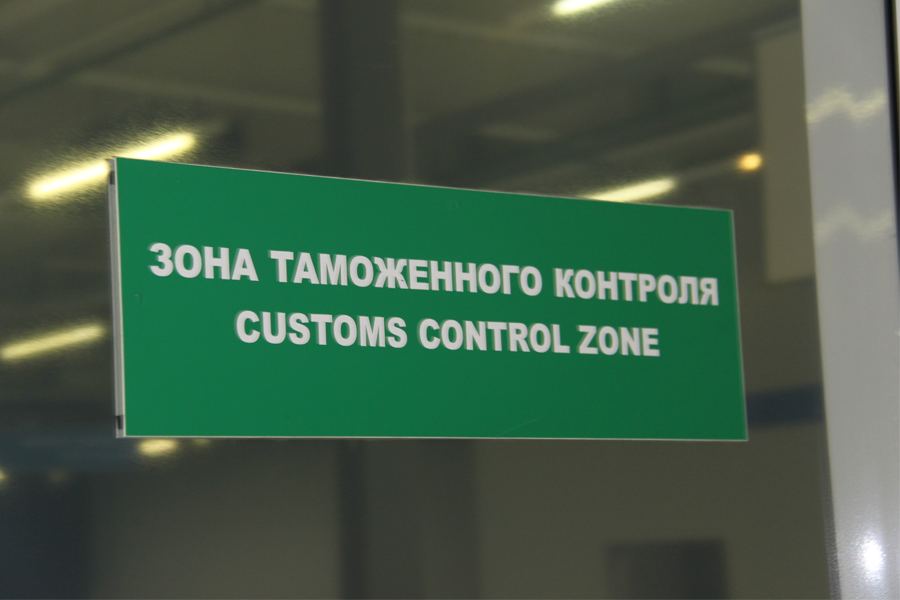 ЗОНА ТАМОЖЕННОГО КОНТРОЛЯ
CUSTOMS CONTROL ZONE